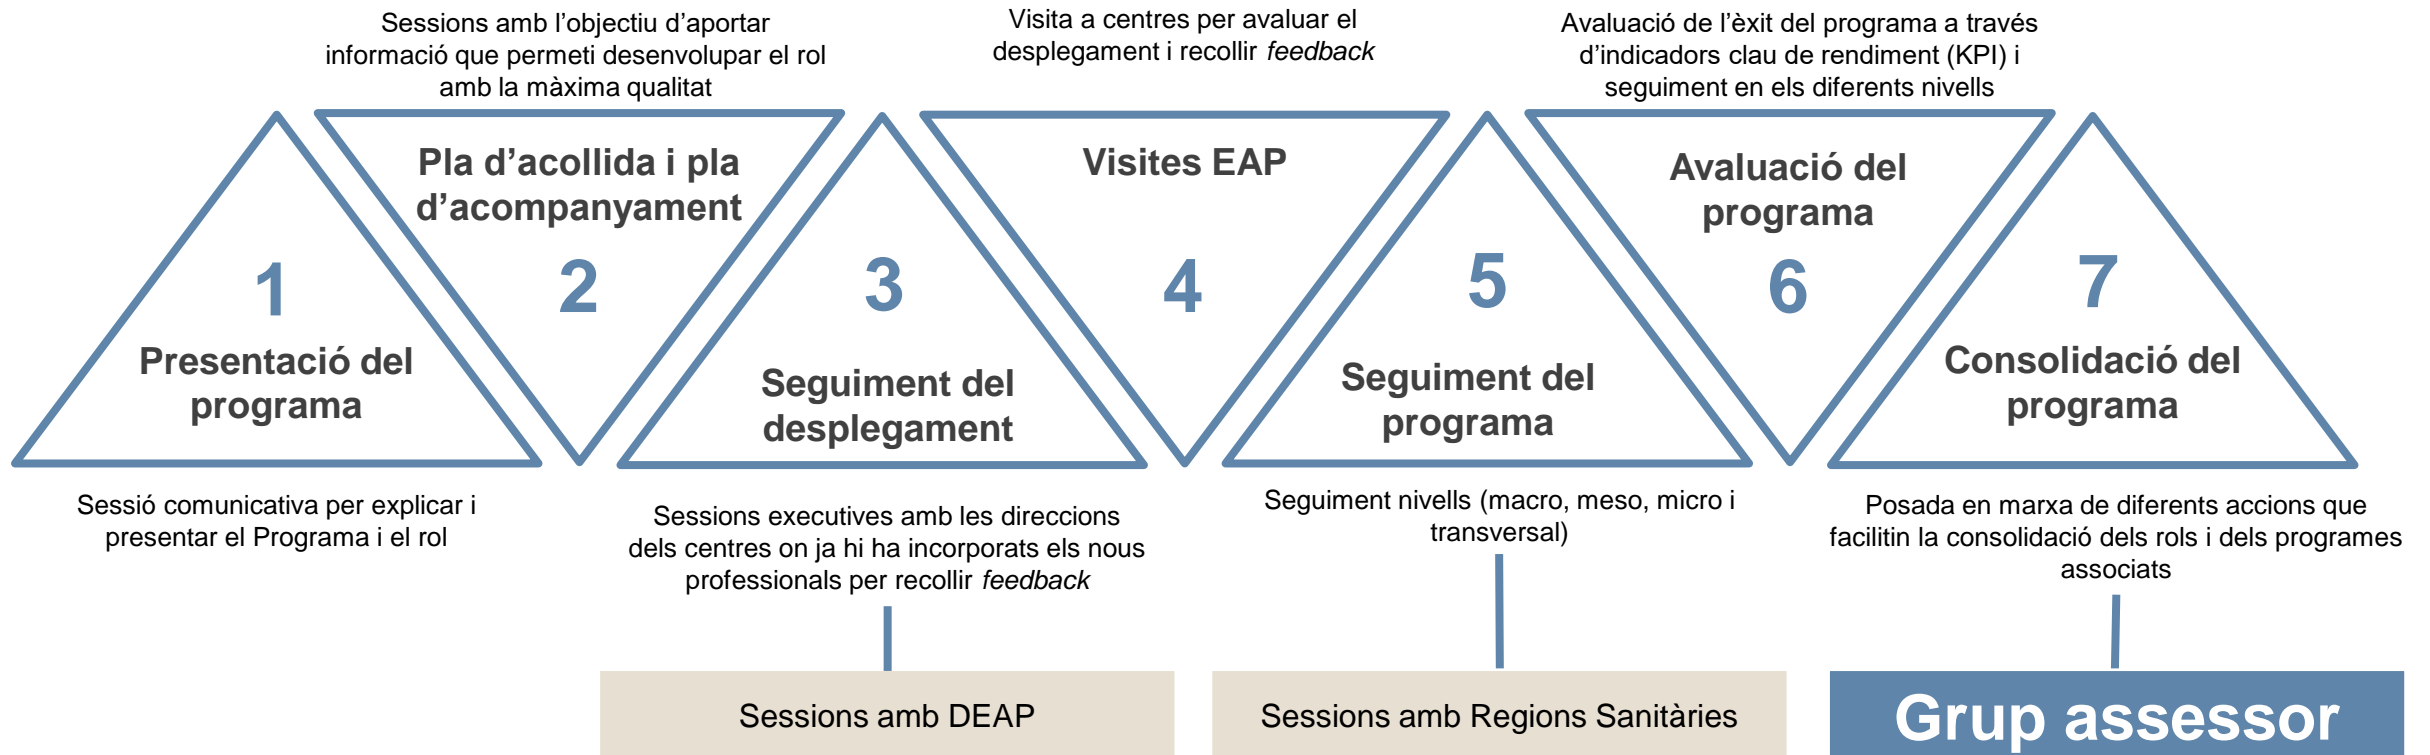 Sessions amb l’objectiu d’aportar
informació que permeti desenvolupar el rol
amb la màxima qualitat
Visita a centres per avaluar el
desplegament i recollir feedback
Avaluació de l’èxit del programa a través
d’indicadors clau de rendiment (KPI) i
seguiment en els diferents nivells
1
Presentació del
programa
Pla d’acollida i pla
d’acompanyament
2
3
Seguiment del
desplegament
Visites EAP
4
5
Seguiment del
programa
Avaluació del
programa
6
7
Consolidació del
programa
Sessió comunicativa per explicar i
presentar el Programa i el rol
Sessions executives amb les direccions
dels centres on ja hi ha incorporats els nous
professionals per recollir feedback
Seguiment nivells (macro, meso, micro i
transversal)
Posada en marxa de diferents accions que
facilitin la consolidació dels rols i dels programes
associats
Sessions amb DEAP
Sessions amb Regions Sanitàries
Grup assessor